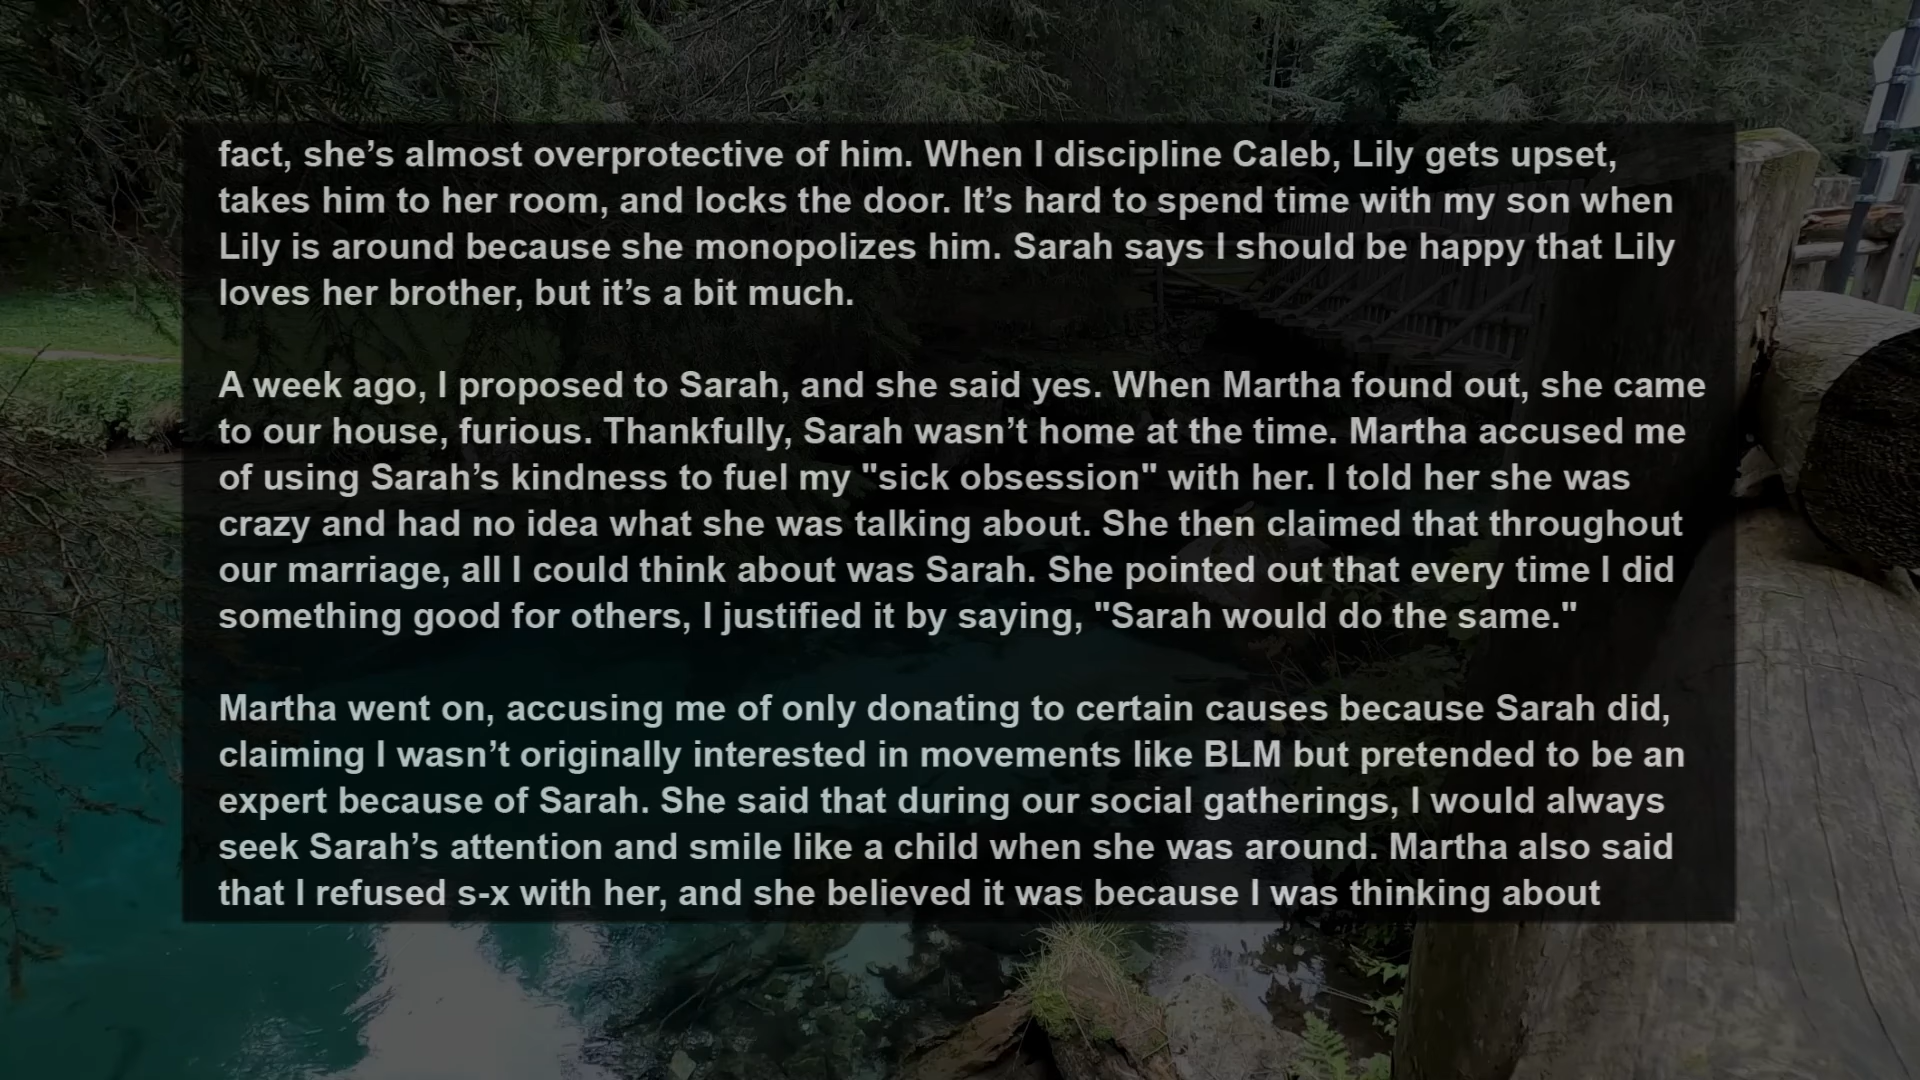 fact, she’s almost overprotective of him. When I discipline Caleb, Lily gets upset,
takes him to her room, and locks the door. It’s hard to spend time with my son when
Lily is around because she monopolizes him. Sarah says I should be happy that Lily
loves her brother, but it’s a bit much.
A week ago, I proposed to Sarah, and she said yes. When Martha found out, she came
to our house, furious. Thankfully, Sarah wasn’t home at the time. Martha accused me
of using Sarah’s kindness to fuel my "sick obsession" with her. I told her she was
crazy and had no idea what she was talking about. She then claimed that throughout
our marriage, all I could think about was Sarah. She pointed out that every time I did
something good for others, I justified it by saying, "Sarah would do the same."
Martha went on, accusing me of only donating to certain causes because Sarah did,
claiming I wasn’t originally interested in movements like BLM but pretended to be an
expert because of Sarah. She said that during our social gatherings, I would always
seek Sarah’s attention and smile like a child when she was around. Martha also said
that I refused s-x with her, and she believed it was because I was thinking about